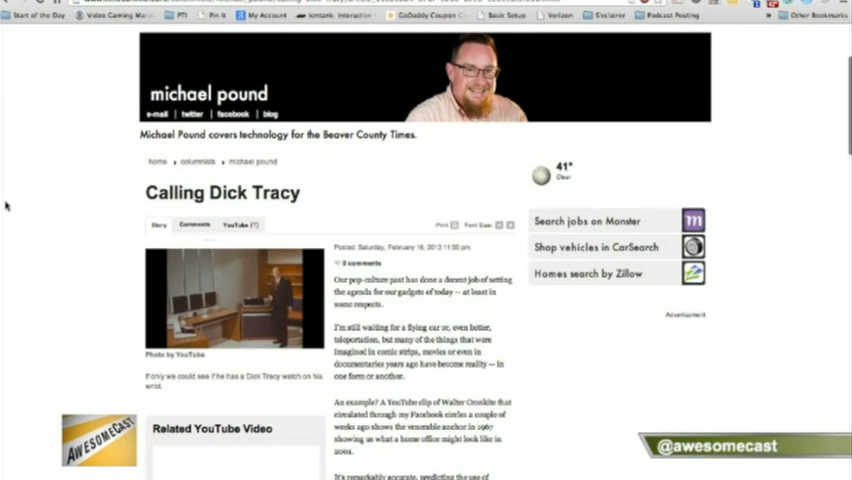 Start of the Day
Pin It
My Account
GoDaddy Coupon C
Basic Setup
Verizon
Podcast Posting
»
Other Bookmarks
michael pound
e-mail | twitter | facebook | blog
Michael Pound covers technology for the Beaver County Times.
home columnists michael pound
41°
Clear
Calling Dick Tracy
Search jobs on Monster
Story Comments YouTube (1)
Print Font Size:
Shop vehicles in CarSearch
Posted: Saturday, February 16, 2013 11:00 pm
0 comments
Homes search by Zillow
Our pop-culture past has done a decent job of setting
the agenda for our gadgets of today — at least in
some respects.
Advertisement
I'm still waiting for a flying car or, even better,
teleportation, but many of the things that were
imagined in comic strips, movies or even in
documentaries years ago have become reality — in
one form or another.
Photo by YouTube
If only we could see if he has a Dick Tracy watch on his
wrist.
An example? A YouTube clip of Walter Cronkite that
circulated through my Facebook circles a couple of
weeks ago shows the venerable anchor in 1967
showing us what a home office might look like in
2001.
Related YouTube Video
AWESOMECAST
@awesomecast
It's remarkably accurate, predicting the use of